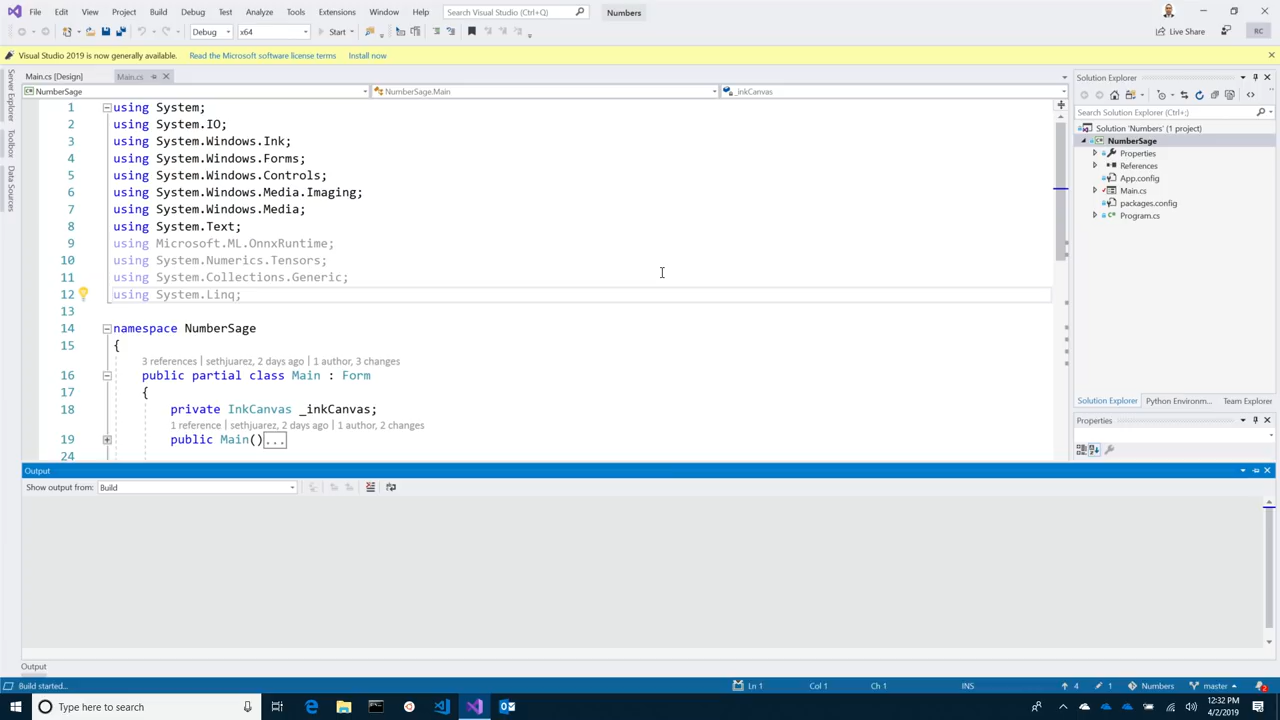 File Edit View Project Build Debug Test Analyze Tools Extensions Window Help Search Visual Studio (Ctrl+Q) Numbers
Debug x64 Start Live Share RC
Visual Studio 2019 is now generally available. Read the Microsoft software license terms Install now
Server Explorer
Toolbox
Data Sources
Main.cs [Design] Main.cs
NumberSage NumberSage.Main _inkCanvas
1 using System;
2 using System.IO;
3 using System.Windows.Ink;
4 using System.Windows.Forms;
5 using System.Windows.Controls;
6 using System.Windows.Media.Imaging;
7 using System.Windows.Media;
8 using System.Text;
9 using Microsoft.ML.OnnxRuntime;
10 using System.Numerics.Tensors;
11 using System.Collections.Generic;
12 using System.Linq;
13
14 namespace NumberSage
15 {
3 references | sethjuarez, 2 days ago | 1 author, 3 changes
16 public partial class Main : Form
17 {
18 private InkCanvas _inkCanvas;
1 reference | sethjuarez, 2 days ago | 1 author, 2 changes
19 public Main()...
24
Solution Explorer
Search Solution Explorer (Ctrl+;)
Solution 'Numbers' (1 project)
NumberSage
Properties
References
App.config
Main.cs
packages.config
Program.cs
Solution Explorer Python Environm... Team Explorer
Properties
Output
Show output from: Build
Output
Build started... Ln 1 Col 1 Ch 1 INS 4 1 Numbers master 2
Type here to search
12:32 PM
4/2/2019